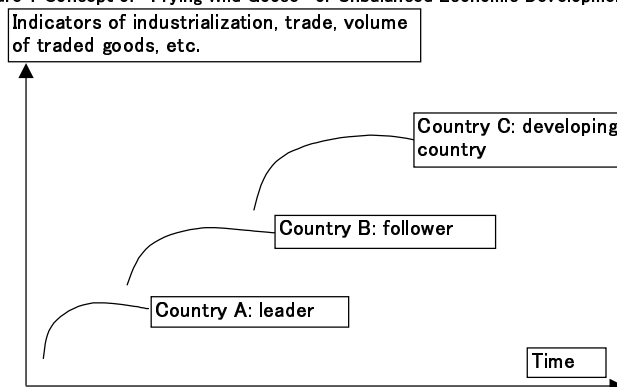 Indicators of industrialization, trade, volume
of traded goods, etc.
Country C: developing
country
Country B: follower
Country A: leader
Time